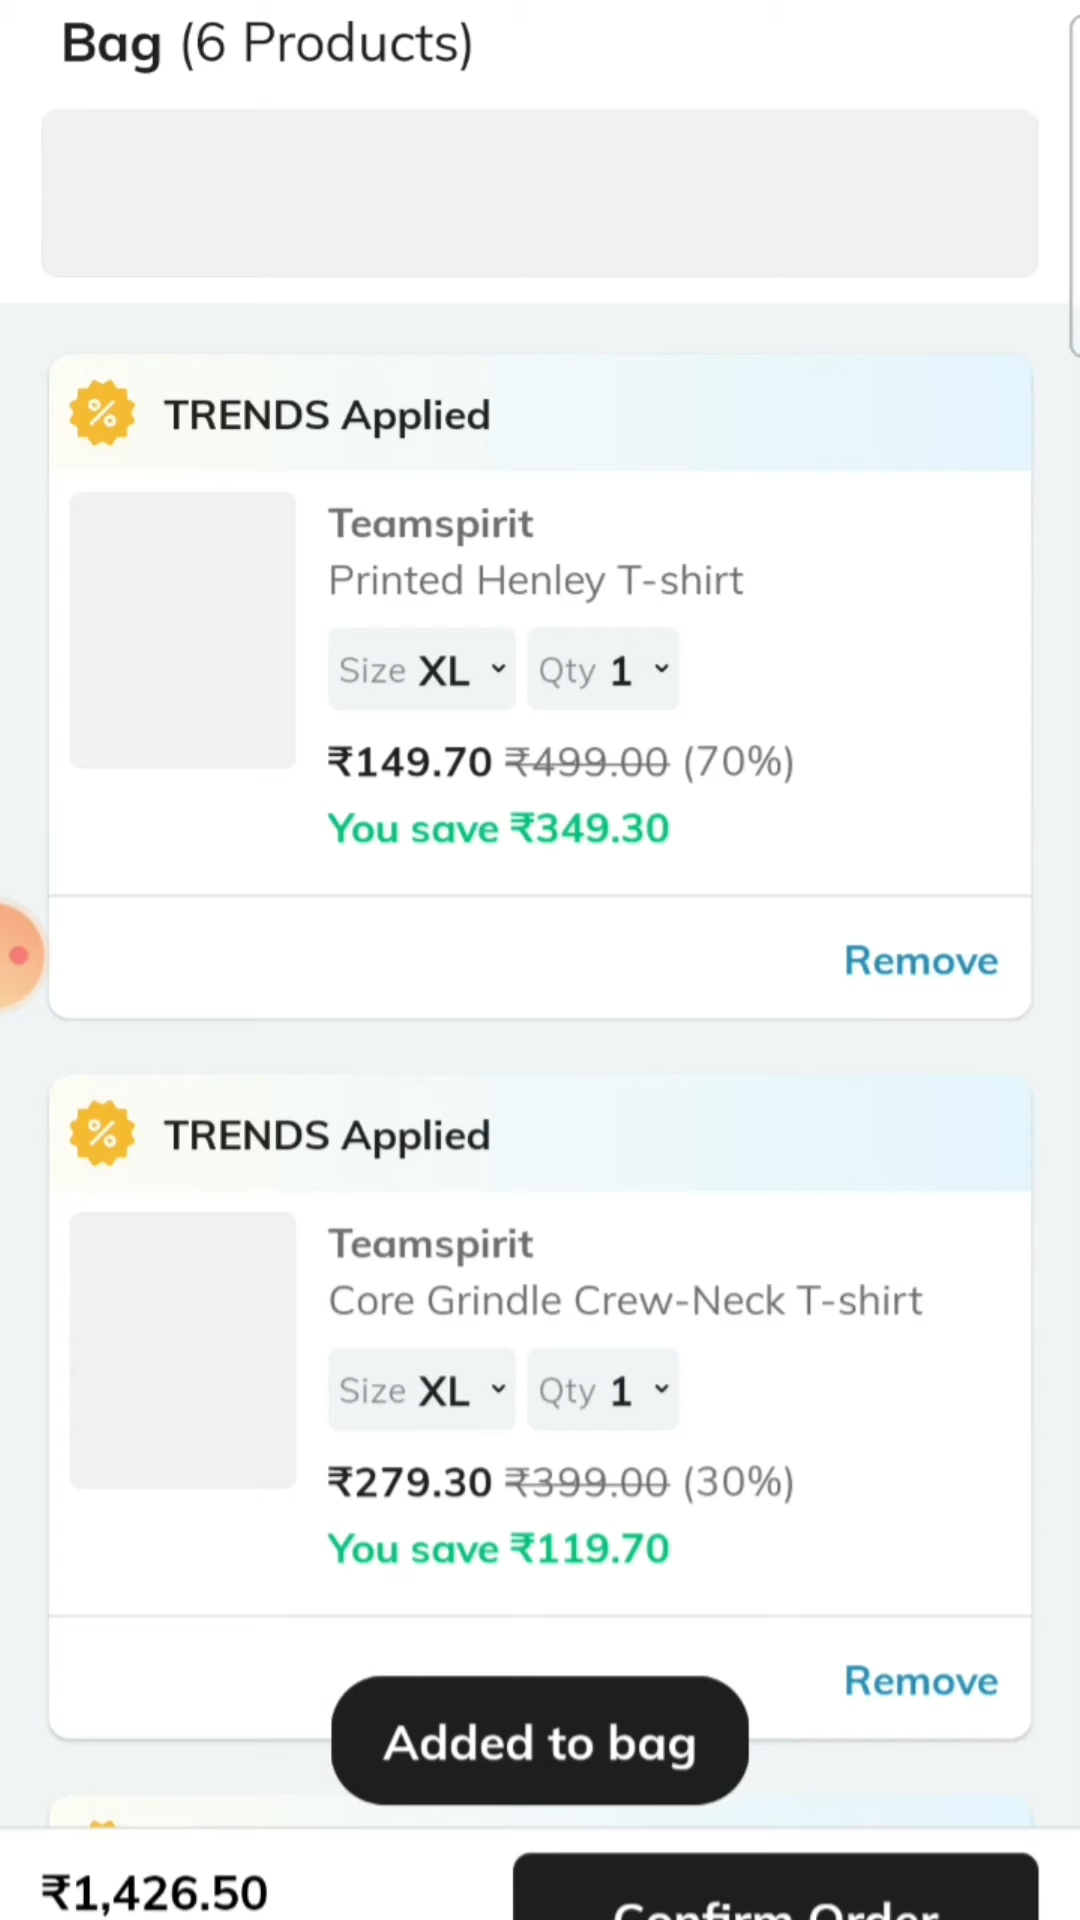 Bag (6 Products)
% TRENDS Applied
Teamspirit
Printed Henley T-shirt
Size XL Qty 1
₹149.70 ₹499.00 (70%)
You save ₹349.30
Remove
% TRENDS Applied
Teamspirit
Core Grindle Crew-Neck T-shirt
Size XL Qty 1
₹279.30 ₹399.00 (30%)
You save ₹119.70
Remove
Added to bag
₹1,426.50
Confirm Order